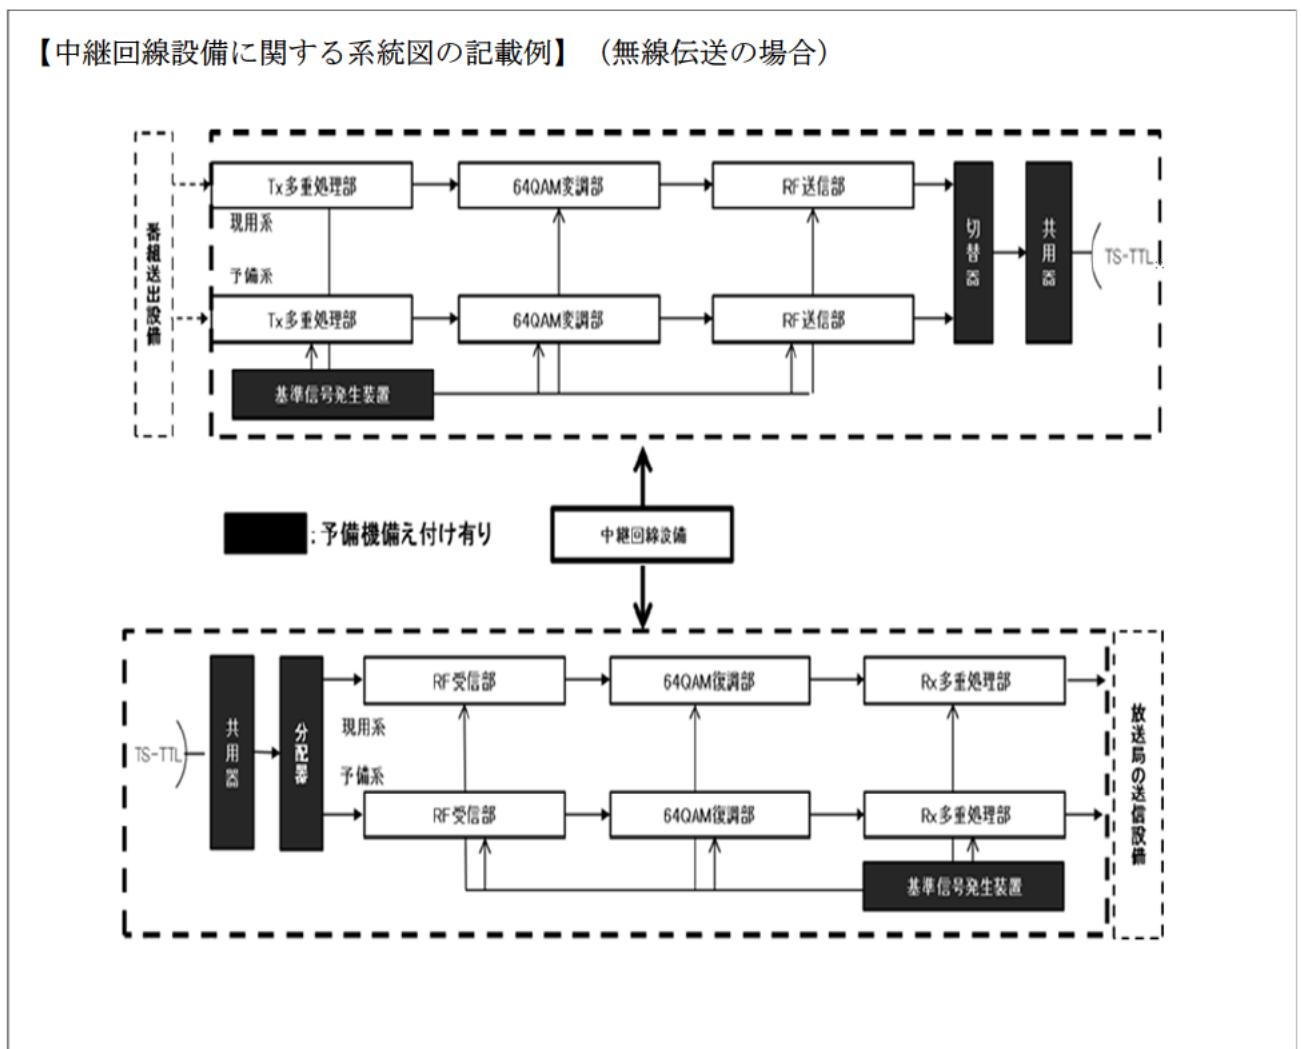 【中継回線設備に関する系統図の記載例】（無線伝送の場合）
番組送出設備
Tx多重処理部
64QAM変調部
RF送信部
現用系
予備系
Tx多重処理部
64QAM変調部
RF送信部
基準信号発生装置
切替器
共用器
TS-TTL
:予備機備え付け有り
中継回線設備
TS-TTL
共用器
分配器
RF受信部
64QAM復調部
Rx多重処理部
現用系
予備系
RF受信部
64QAM復調部
Rx多重処理部
基準信号発生装置
放送局の送信設備